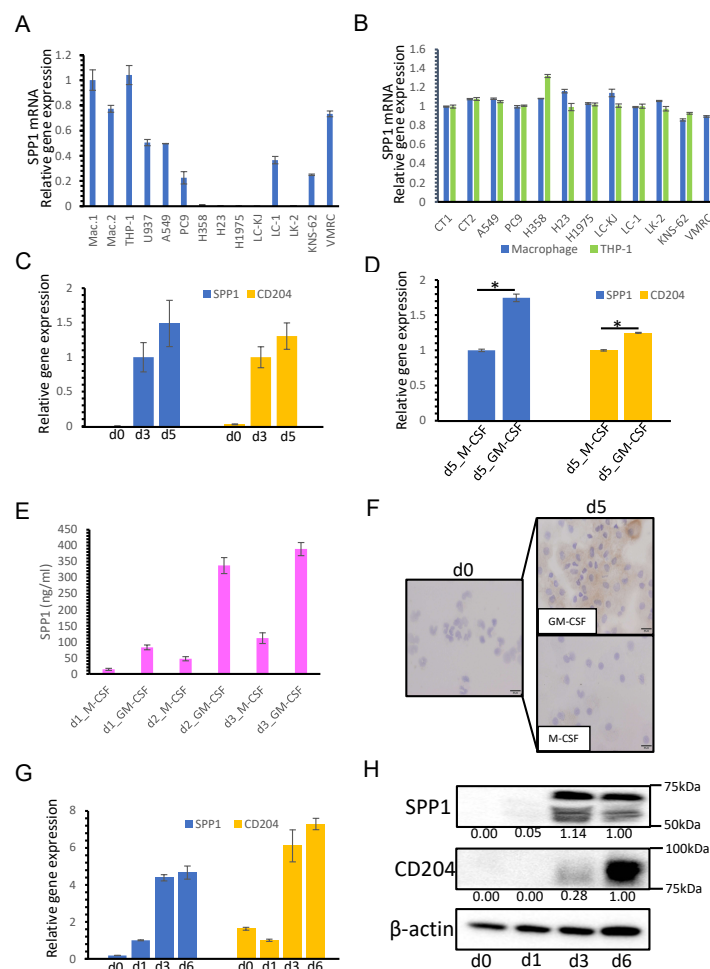 A
SPP1 mRNA
Relative gene expression
1.2
1
0.8
0.6
0.4
0.2
0
Mac.1
Mac.2
THP-1
U937
A549
PC9
H358
H23
H1975
LC-KJ
LC-1
LK-2
KNS-62
VMRC
B
SPP1 mRNA
Relative gene expression
1.6
1.4
1.2
1
0.8
0.6
0.4
0.2
0
CT1
CT2
A549
PC9
H358
H23
H1975
LC-KJ
LC-1
LK-2
KNS-62
VMRC
Macrophage
THP-1
C
Relative gene expression
SPP1
CD204
2
1.5
1
0.5
0
d0
d3
d5
d0
d3
d5
D
Relative gene expression
SPP1
CD204
2
1.5
1
0.5
0
*
*
d5_M-CSF
d5_GM-CSF
d5_M-CSF
d5_GM-CSF
E
SPP1 (ng/ml)
450
400
350
300
250
200
150
100
50
0
d1_M-CSF
d1_GM-CSF
d2_M-CSF
d2_GM-CSF
d3_M-CSF
d3_GM-CSF
F
d5
d0
GM-CSF
M-CSF
G
Relative gene expression
SPP1
CD204
8
6
4
2
0
d0
d1
d3
d6
d0
d1
d3
d6
H
SPP1
75kDa
50kDa
0.00 0.05 1.14 1.00
CD204
100kDa
75kDa
0.00 0.00 0.28 1.00
β-actin
d0 d1 d3 d6